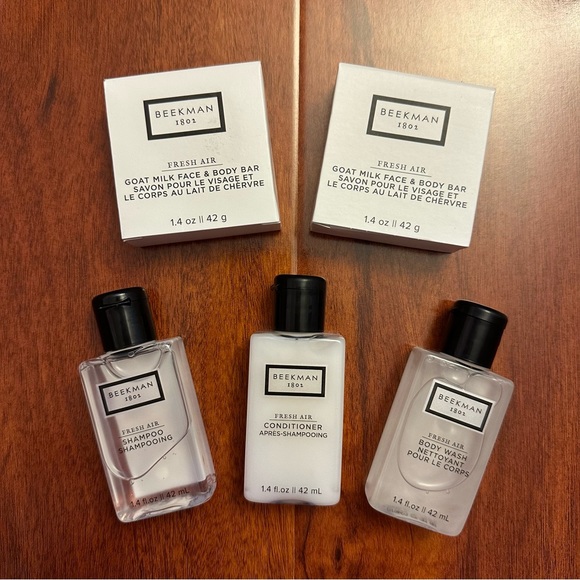 BEEKMAN
1802
FRESH AIR
GOAT MILK FACE & BODY BAR
SAVON POUR LE VISAGE ET
LE CORPS AU LAIT DE CHÈRVRE
1.4 oz || 42 g
BEEKMAN
1802
FRESH AIR
GOAT MILK FACE & BODY BAR
SAVON POUR LE VISAGE ET
LE CORPS AU LAIT DE CHÈRVRE
1.4 oz || 42 g
BEEKMAN
1802
FRESH AIR
SHAMPOO
SHAMPOOING
1.4 fl.oz || 42 mL
BEEKMAN
1802
FRESH AIR
CONDITIONER
APRÈS-SHAMPOOING
1.4 fl.oz || 42 mL
BEEKMAN
1802
FRESH AIR
BODY WASH
NETTOYANT
POUR LE CORPS
1.4 fl.oz || 42 mL